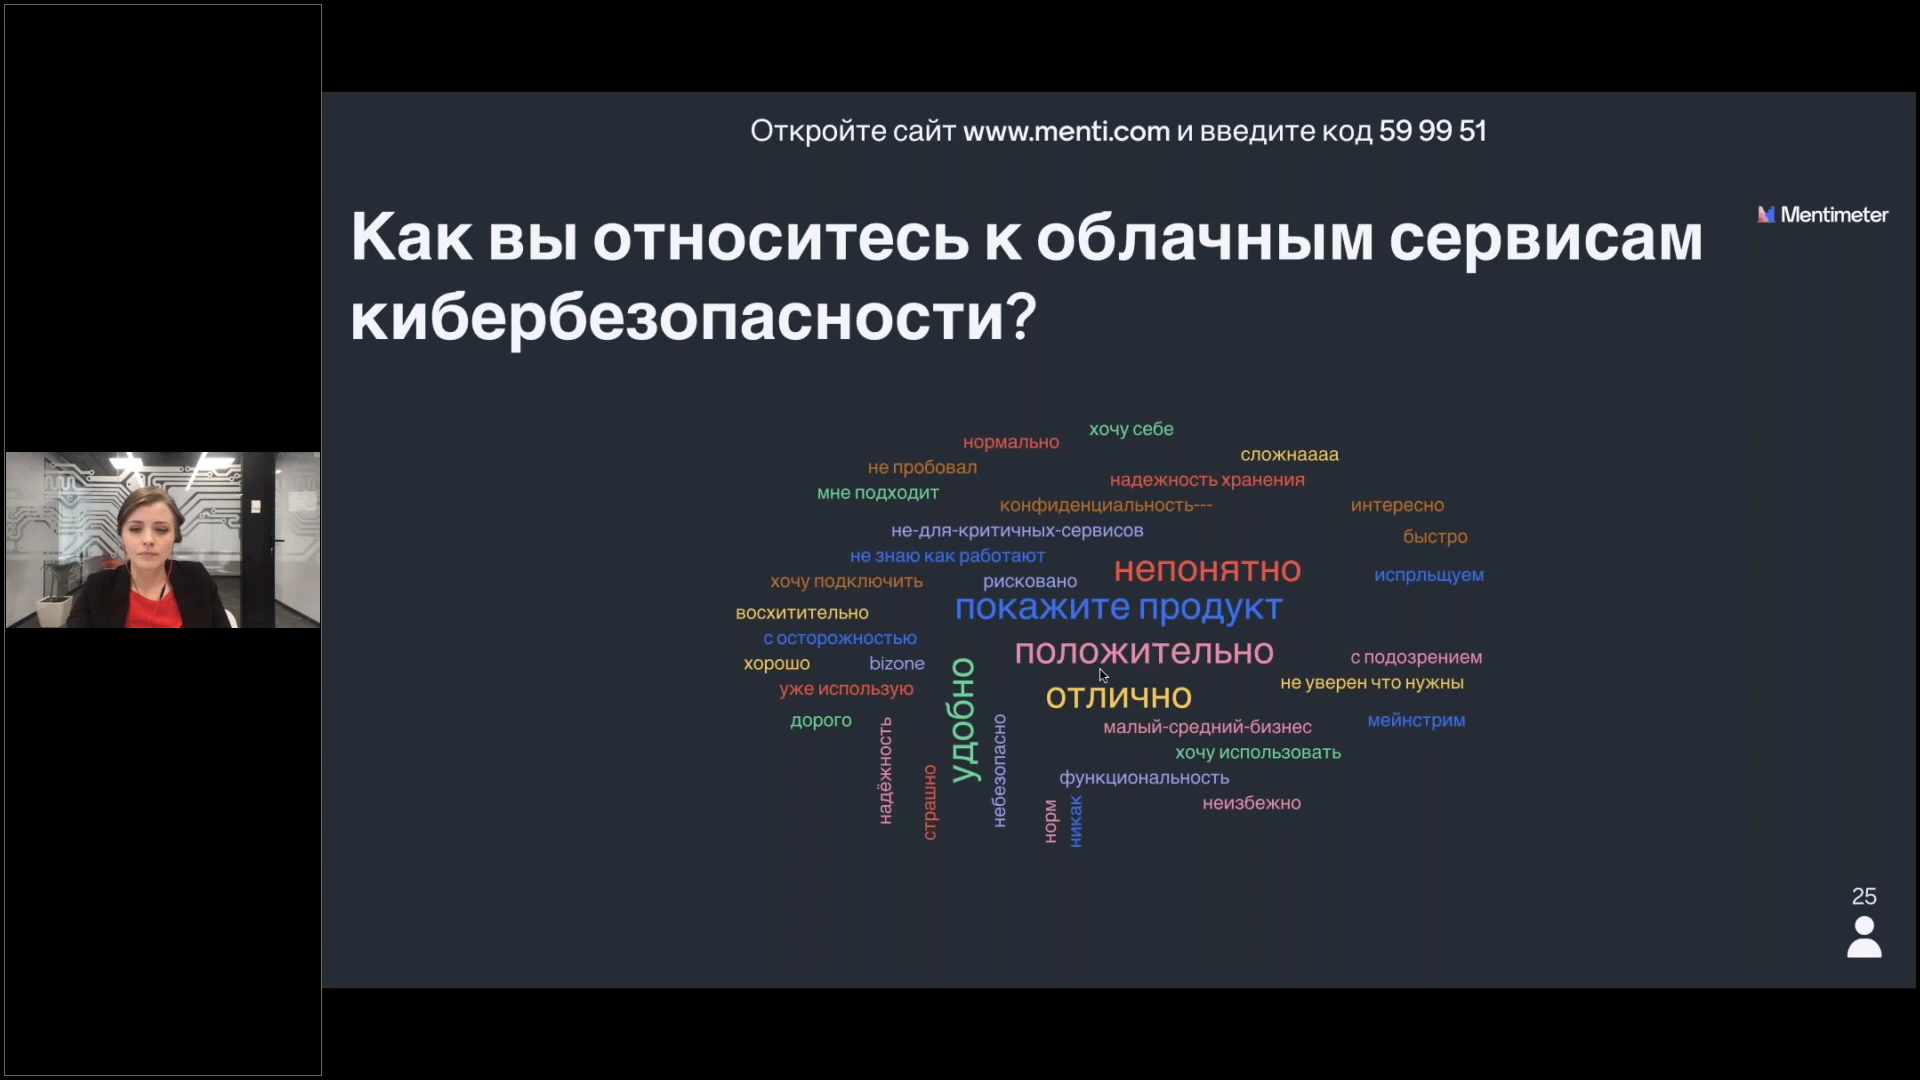 Откройте сайт www.menti.com и введите код 59 99 51
Mentimeter
Как вы относитесь к облачным сервисам
кибербезопасности?
хочу себе
нормально
сложнаааа
не пробовал
надежность хранения
мне подходит
конфиденциальность---
интересно
не-для-критичных-сервисов
быстро
не знаю как работают
непонятно
испрльщуем
хочу подключить
рисковано
покажите продукт
восхитительно
с осторожностью
положительно
с подозрением
хорошо
bizone
не уверен что нужны
уже использую
отлично
удобно
дорого
малый-средний-бизнес
мейнстрим
надёжность
небезопасно
хочу использовать
страшно
функциональность
норм
никак
неизбежно
25